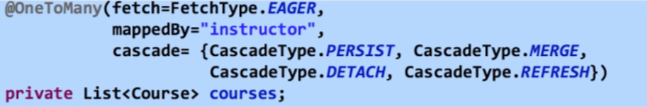 @OneToMany(fetch=FetchType.EAGER,
mappedBy="instructor",
cascade= {CascadeType.PERSIST, CascadeType.MERGE,
CascadeType.DETACH, CascadeType.REFRESH})
private List<Course> courses;